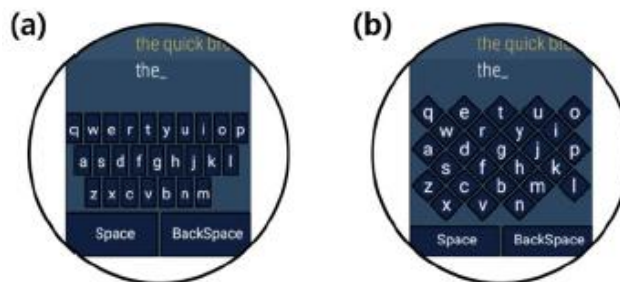 (a)
the quick bro
the_
q w e r t y u i o p
a s d f g h j k l
z x c v b n m
Space BackSpace
(b)
the quick bro
the_
q e t u o
w r y i
a d g j p
s f h k
z c b m l
x v n
Space BackSpace